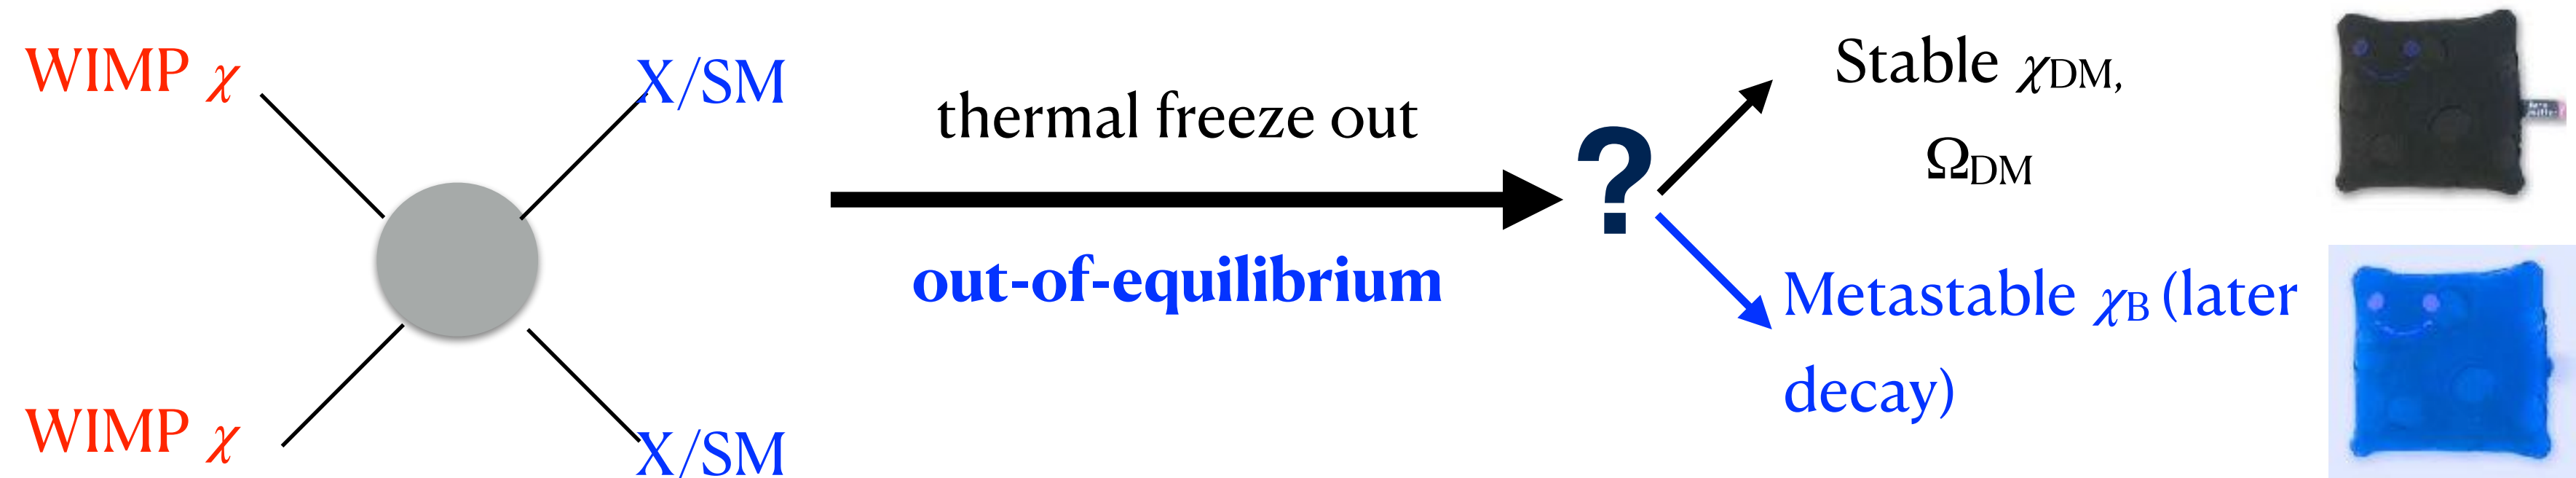 WIMP χ
X/SM
WIMP χ
X/SM
thermal freeze out
out-of-equilibrium
?
Stable χDM,
ΩDM
Metastable χB (later
decay)